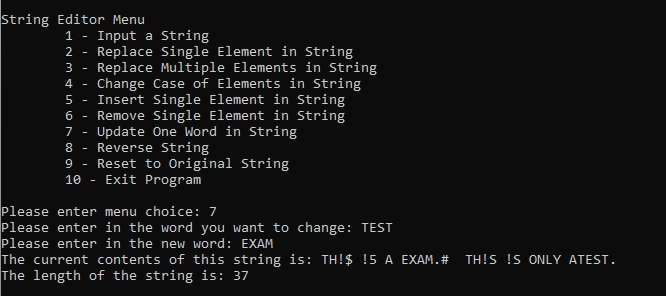 String Editor Menu
1 - Input a String
2 - Replace Single Element in String
3 - Replace Multiple Elements in String
4 - Change Case of Elements in String
5 - Insert Single Element in String
6 - Remove Single Element in String
7 - Update One Word in String
8 - Reverse String
9 - Reset to Original String
10 - Exit Program
Please enter menu choice: 7
Please enter in the word you want to change: TEST
Please enter in the new word: EXAM
The current contents of this string is: TH!$ !5 A EXAM.#  TH!S !S ONLY ATEST.
The length of the string is: 37